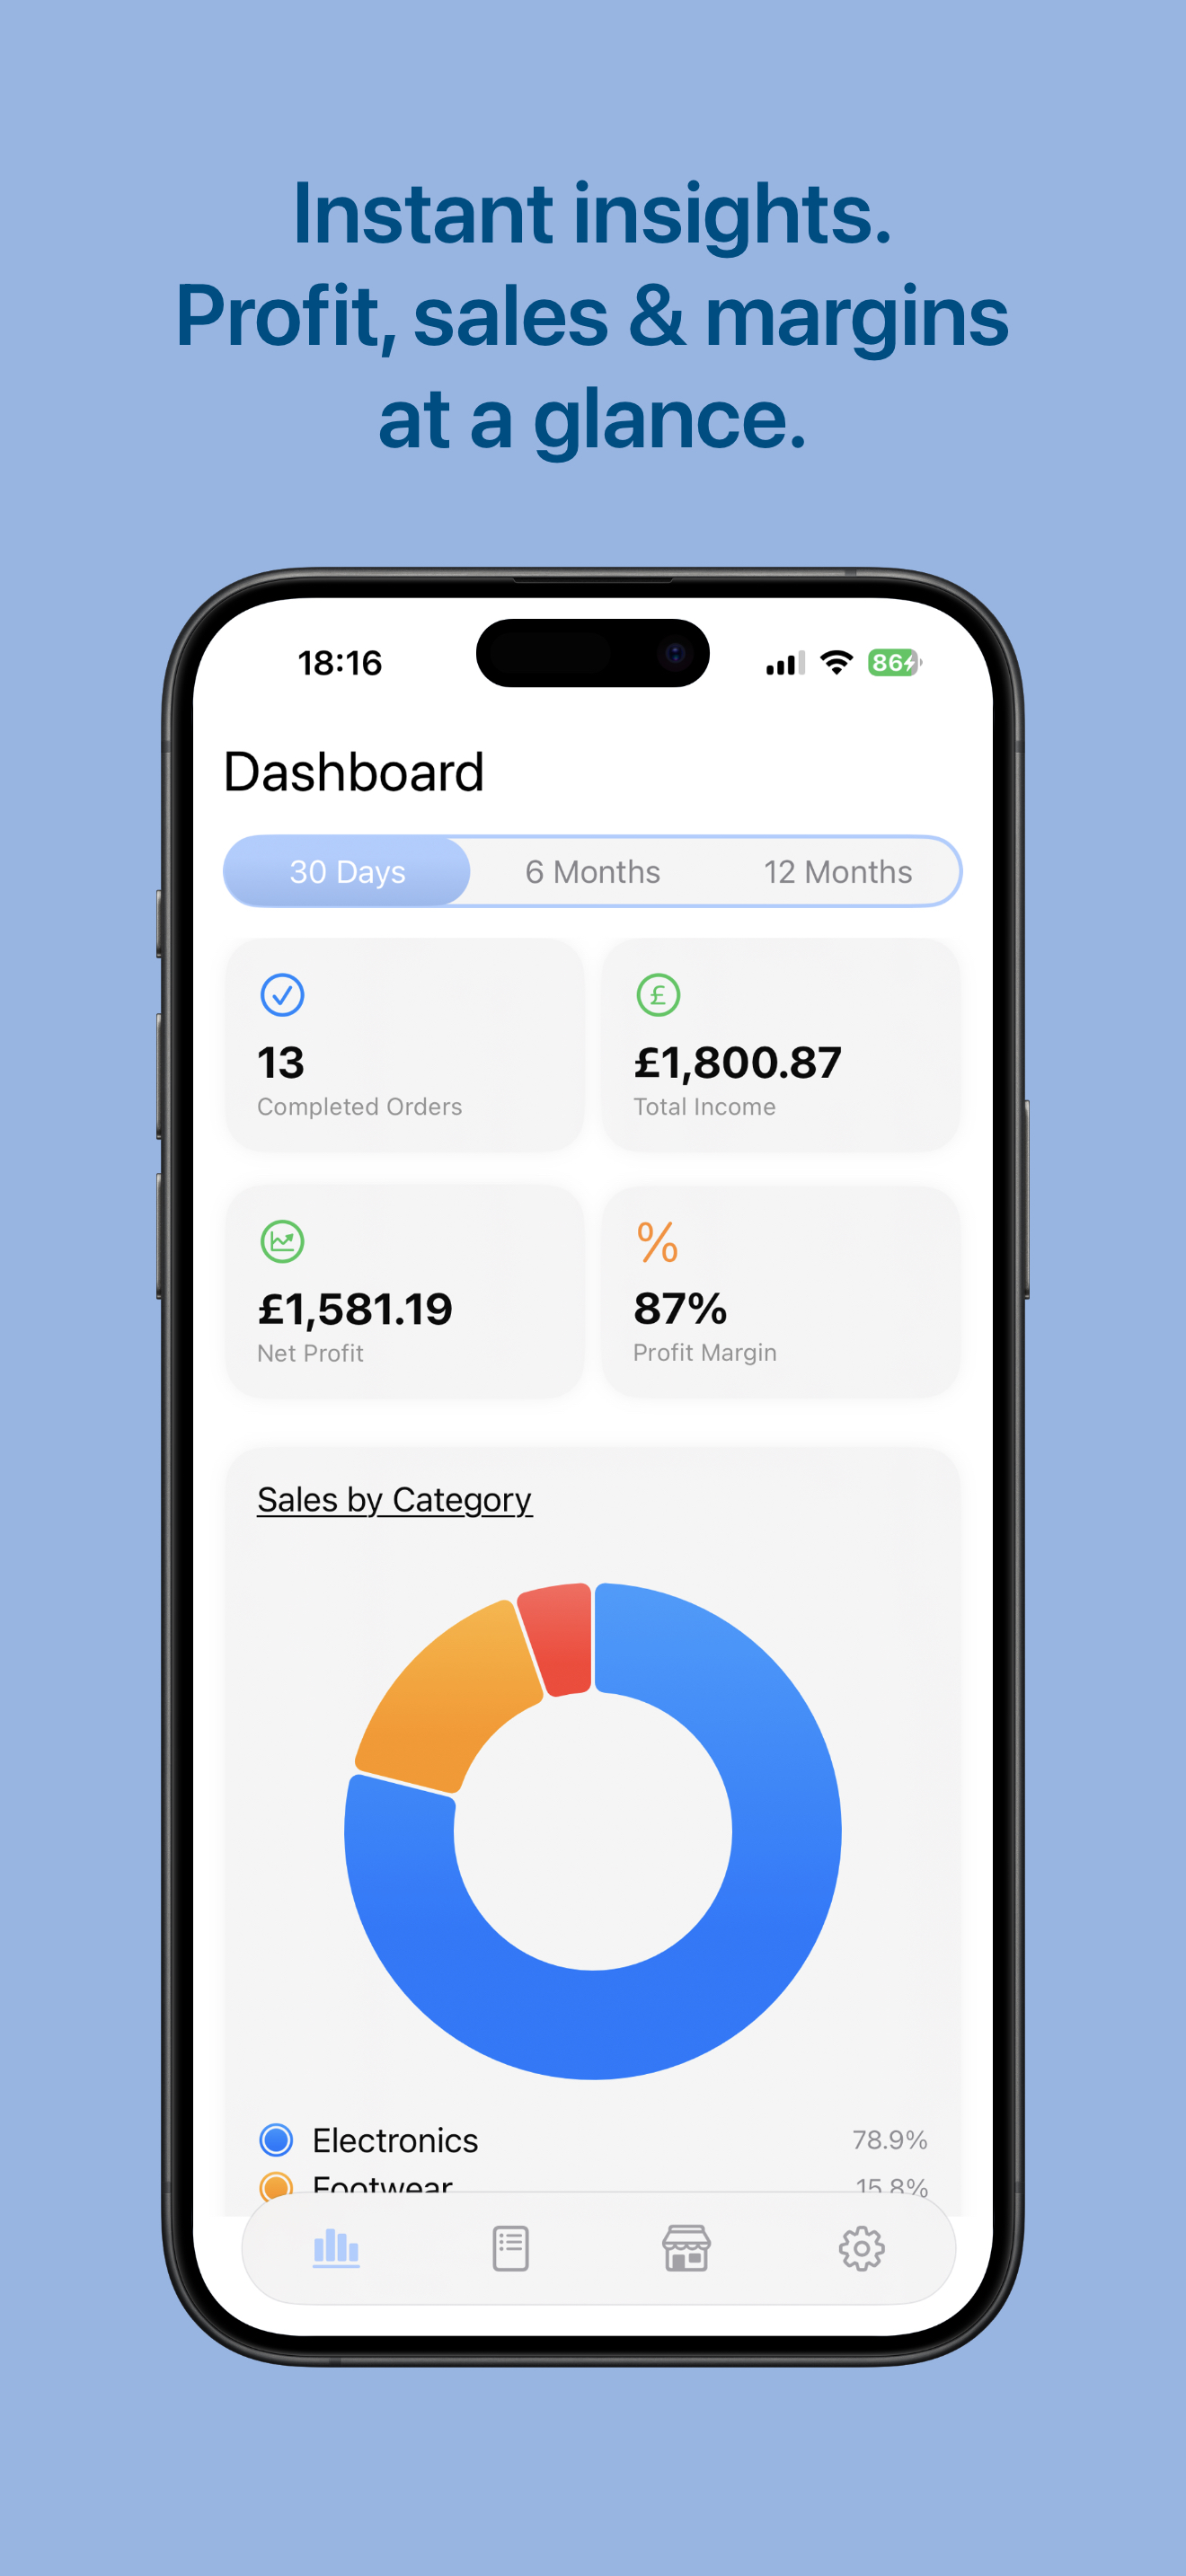 Instant insights.
Profit, sales & margins
at a glance.
18:16
86
Dashboard
30 Days
6 Months
12 Months
13
Completed Orders
£
£1,800.87
Total Income
£1,581.19
Net Profit
%
87%
Profit Margin
Sales by Category
Electronics
78.9%
Footwear
15.8%